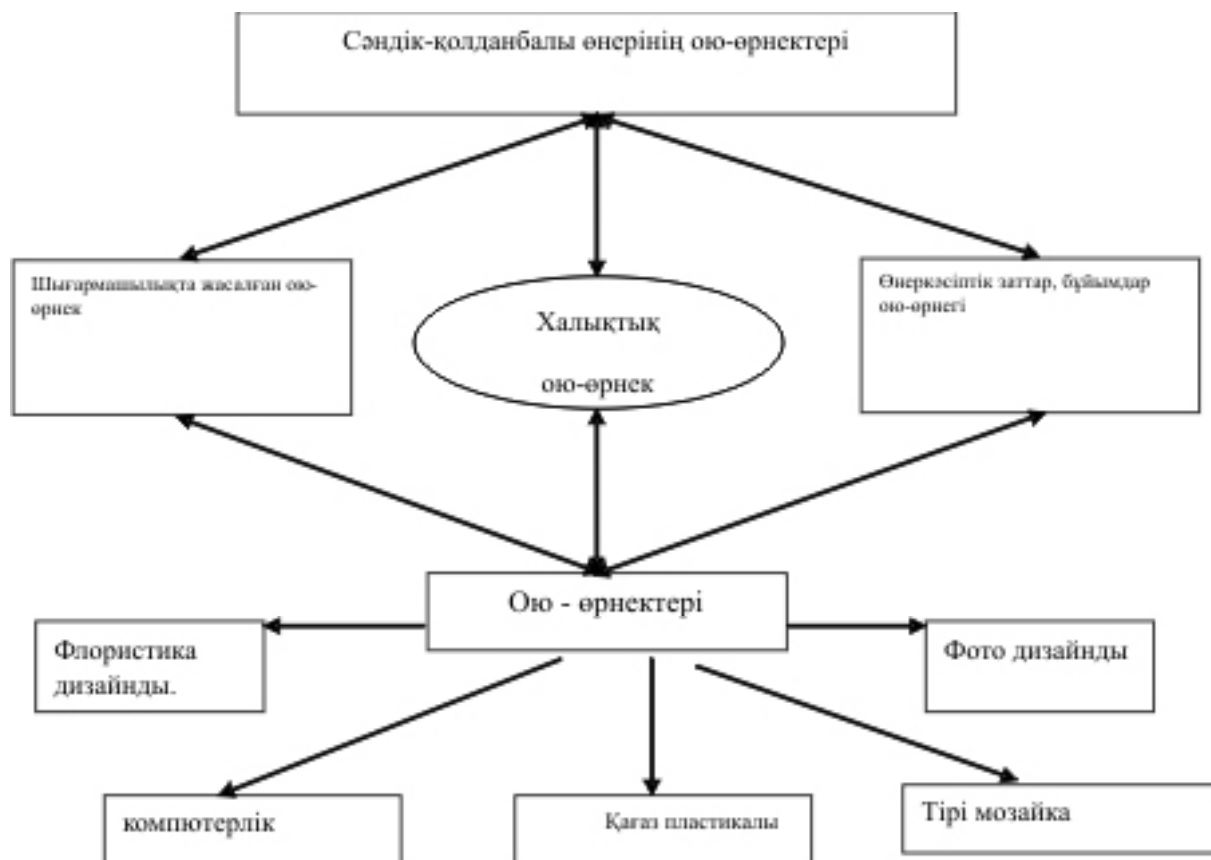 Сәндік-қолданбалы өнерінің ою-өрнектері
Шығармашылықта жасалған ою-
өрнек
Халықтық
ою-өрнек
Өнеркәсіптік заттар, бұйымдар
ою-өрнегі
Ою - өрнектері
Флористика
дизайнды.
Фото дизайнды
компютерлік
Қағаз пластикалы
Тірі мозайка